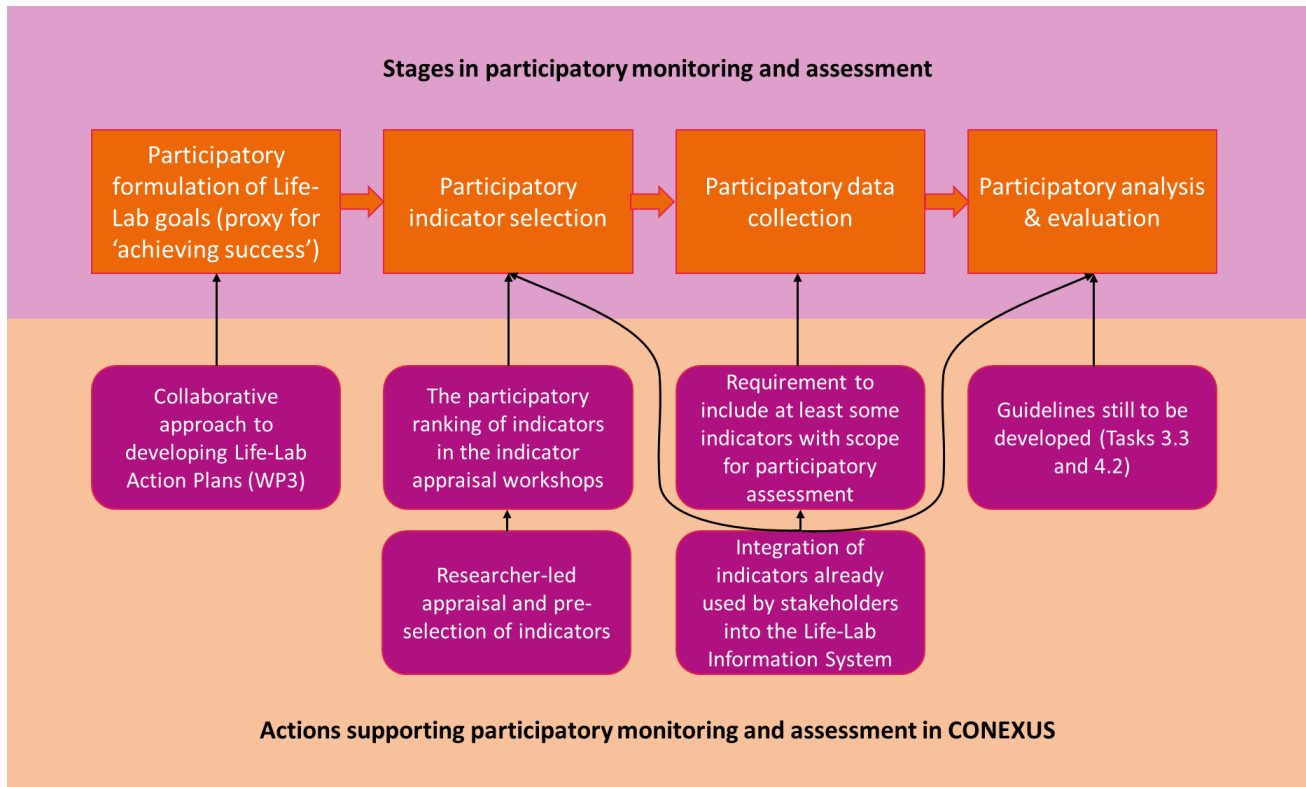 Stages in participatory monitoring and assessment
Participatory
formulation of Life-
Lab goals (proxy for
‘achieving success’)
Participatory
indicator selection
Participatory data
collection
Participatory analysis
& evaluation
Collaborative
approach to
developing Life-Lab
Action Plans (WP3)
The participatory
ranking of indicators
in the indicator
appraisal workshops
Requirement to
include at least some
indicators with scope
for participatory
assessment
Guidelines still to be
developed (Tasks 3.3
and 4.2)
Researcher-led
appraisal and pre-
selection of indicators
Integration of
indicators already
used by stakeholders
into the Life-Lab
Information System
Actions supporting participatory monitoring and assessment in CONEXUS